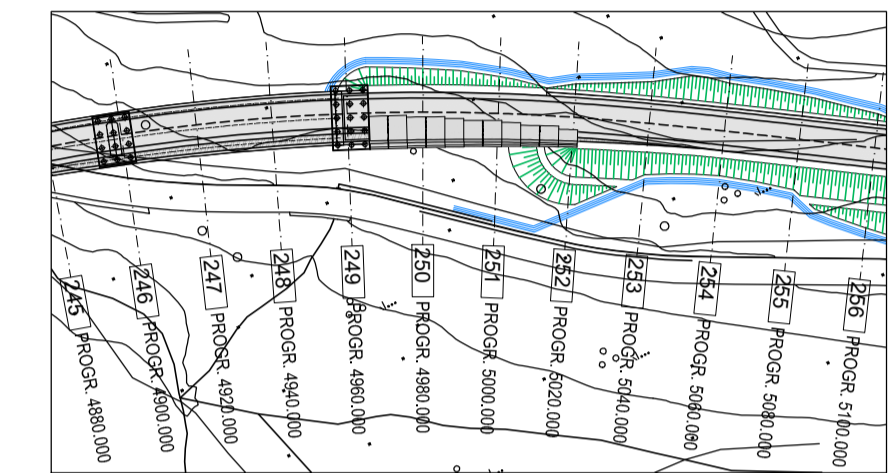 245 PROGR. 4880.000
246 PROGR. 4900.000
247 PROGR. 4920.000
248 PROGR. 4940.000
249 PROGR. 4960.000
250 PROGR. 4980.000
251 PROGR. 5000.000
252 PROGR. 5020.000
253 PROGR. 5040.000
254 PROGR. 5060.000
255 PROGR. 5080.000
256 PROGR. 5100.000